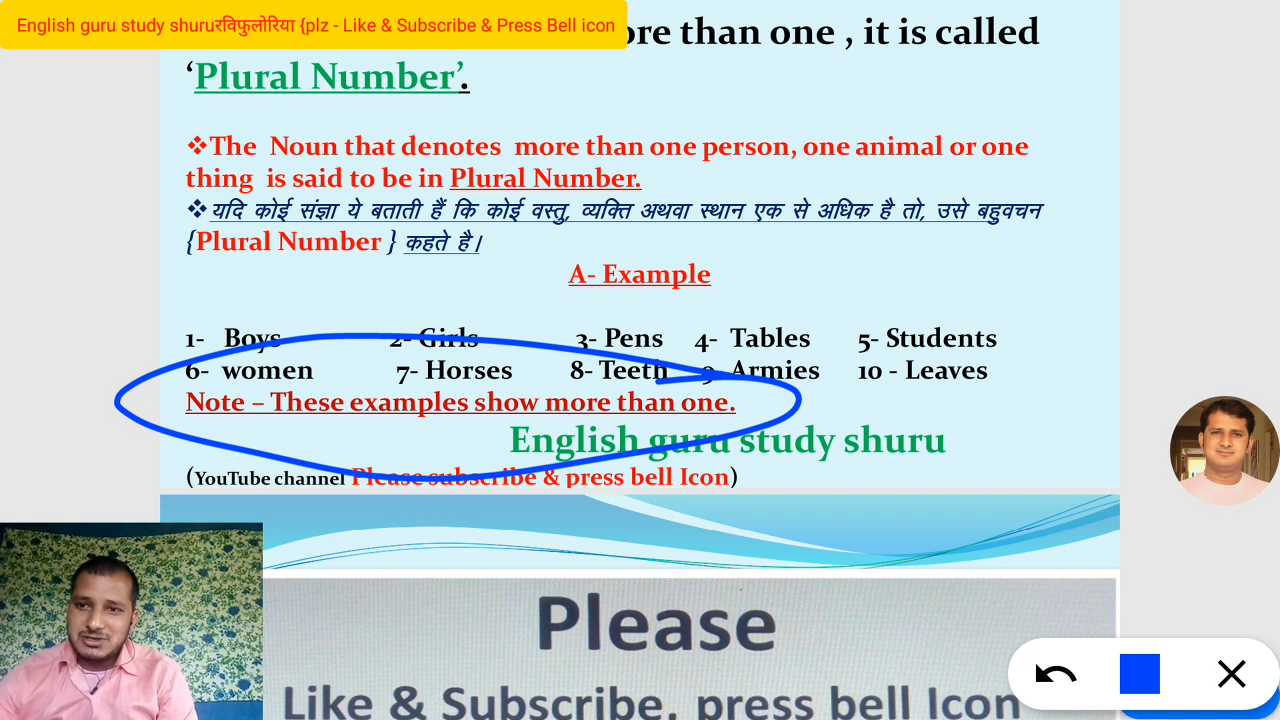 English guru study shuruरविफुलोरिया {plz - Like & Subscribe & Press Bell icon
ore than one , it is called
‘Plural Number’.
❖The Noun that denotes more than one person, one animal or one
thing is said to be in Plural Number.
❖यदि कोई संज्ञा ये बताती हैं कि कोई वस्तु, व्यक्ति अथवा स्थान एक से अधिक है तो, उसे बहुवचन
{Plural Number } कहते है।
A- Example
1- Boys 2- Girls 3- Pens 4- Tables 5- Students
6- women 7- Horses 8- Teeth 9- Armies 10 - Leaves
Note – These examples show more than one.
English guru study shuru
(YouTube channel Please subscribe & press bell Icon)
Please
Like & Subscribe, press bell Icon